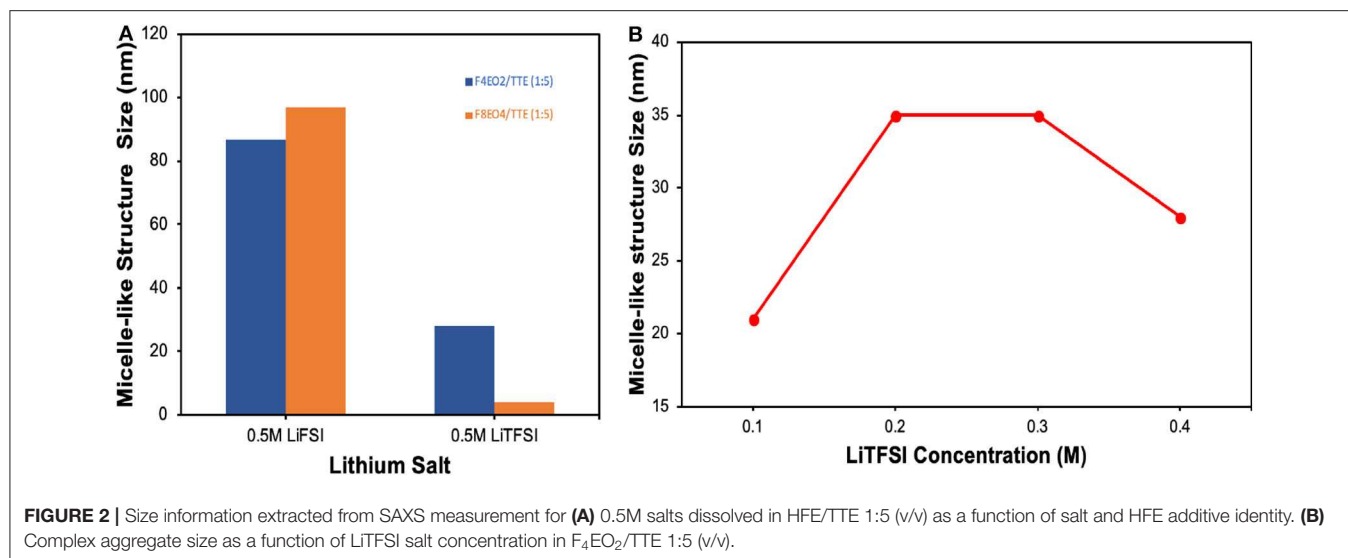 A
Micelle-like Structure Size (nm)
120
100
80
60
40
20
0
F4EO2/TTE (1:5)
F8EO4/TTE (1:5)
0.5M LiFSI
0.5M LiTFSI
Lithium Salt
B
Micelle-like structure Size (nm)
40
35
30
25
20
15
0.1
0.2
0.3
0.4
LiTFSI Concentration (M)
FIGURE 2 | Size information extracted from SAXS measurement for (A) 0.5M salts dissolved in HFE/TTE 1:5 (v/v) as a function of salt and HFE additive identity. (B)
Complex aggregate size as a function of LiTFSI salt concentration in F₄EO₂/TTE 1:5 (v/v).